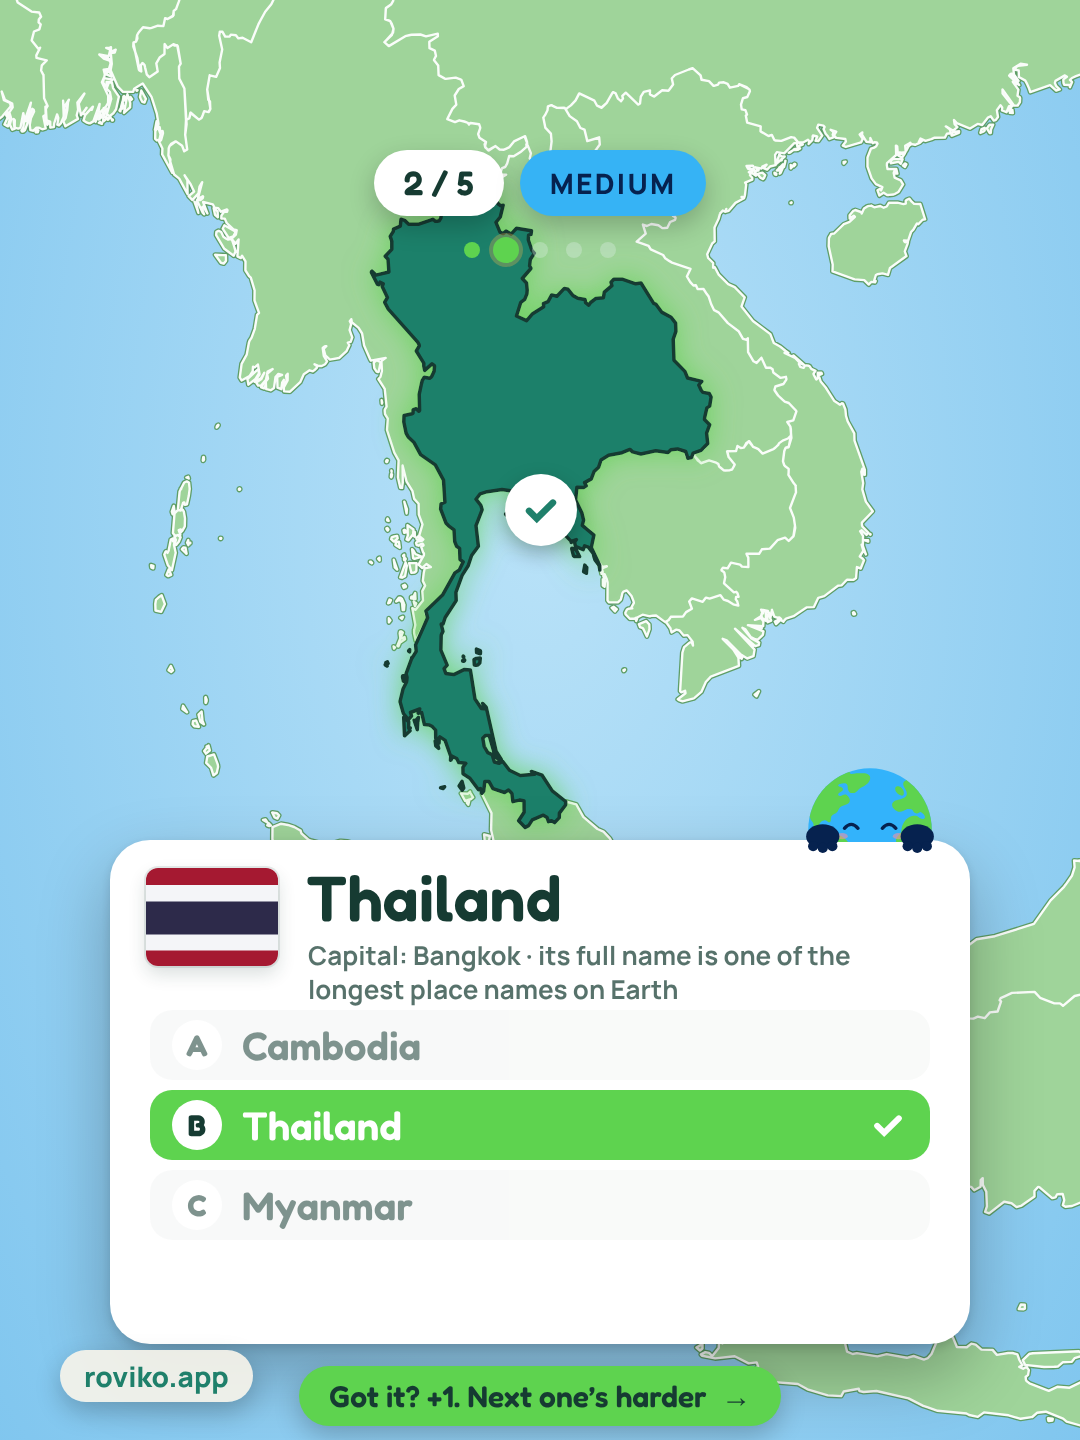 2 / 5
MEDIUM
Thailand
Capital: Bangkok · its full name is one of the
longest place names on Earth
A Cambodia
B Thailand
C Myanmar
roviko.app
Got it? +1. Next one’s harder →